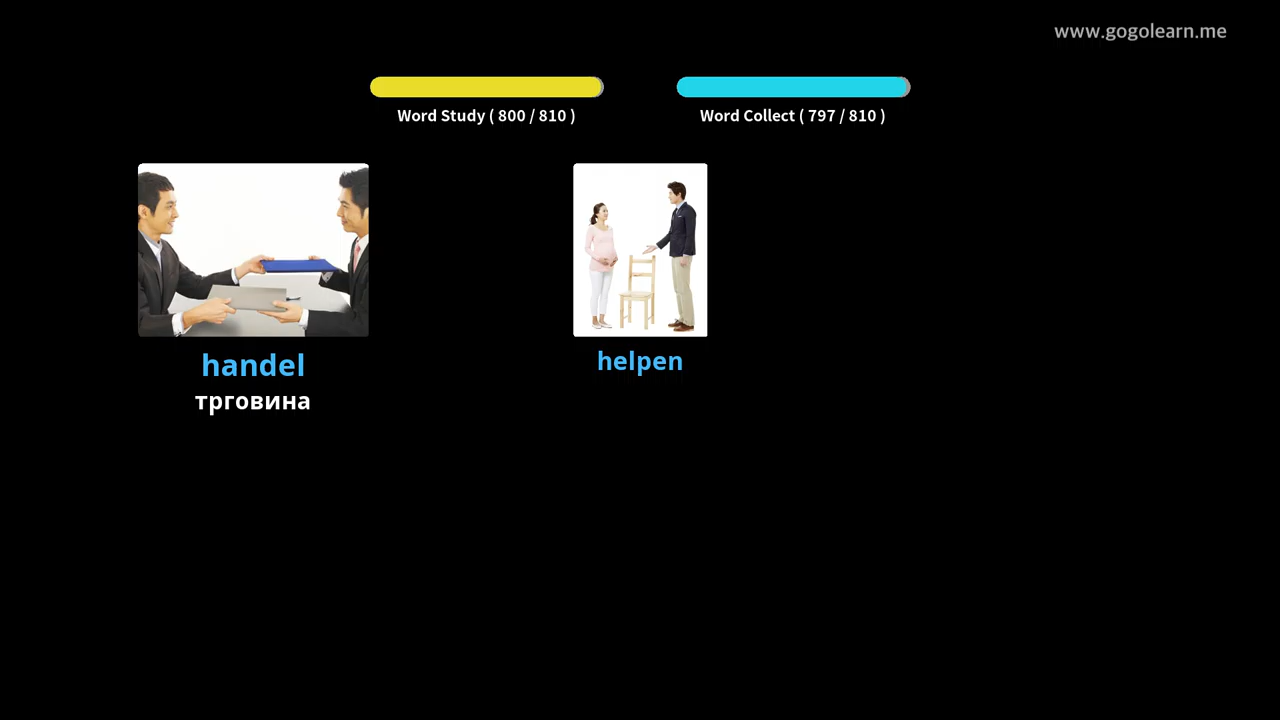 www.gogolearn.me
Word Study ( 800 / 810 )
Word Collect ( 797 / 810 )
handel
трговина
helpen